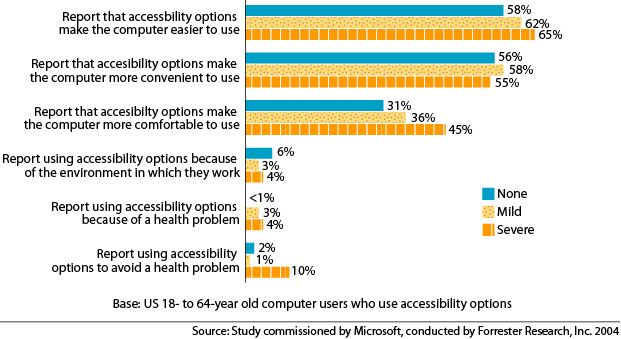 Report that accessbility options
make the computer easier to use
58%
62%
65%
Report that accesibility options make
the computer more convenient to use
56%
58%
55%
Report that accesibilty options make
the computer more comfortable to use
31%
36%
45%
Report using accessibility options because
of the environment in which they work
6%
3%
4%
Report using accessibility options
because of a health problem
<1%
3%
4%
Report using accessibility
options to avoid a health problem
2%
1%
10%
None
Mild
Severe
Base: US 18- to 64-year old computer users who use accessibility options
Source: Study commissioned by Microsoft, conducted by Forrester Research, Inc. 2004